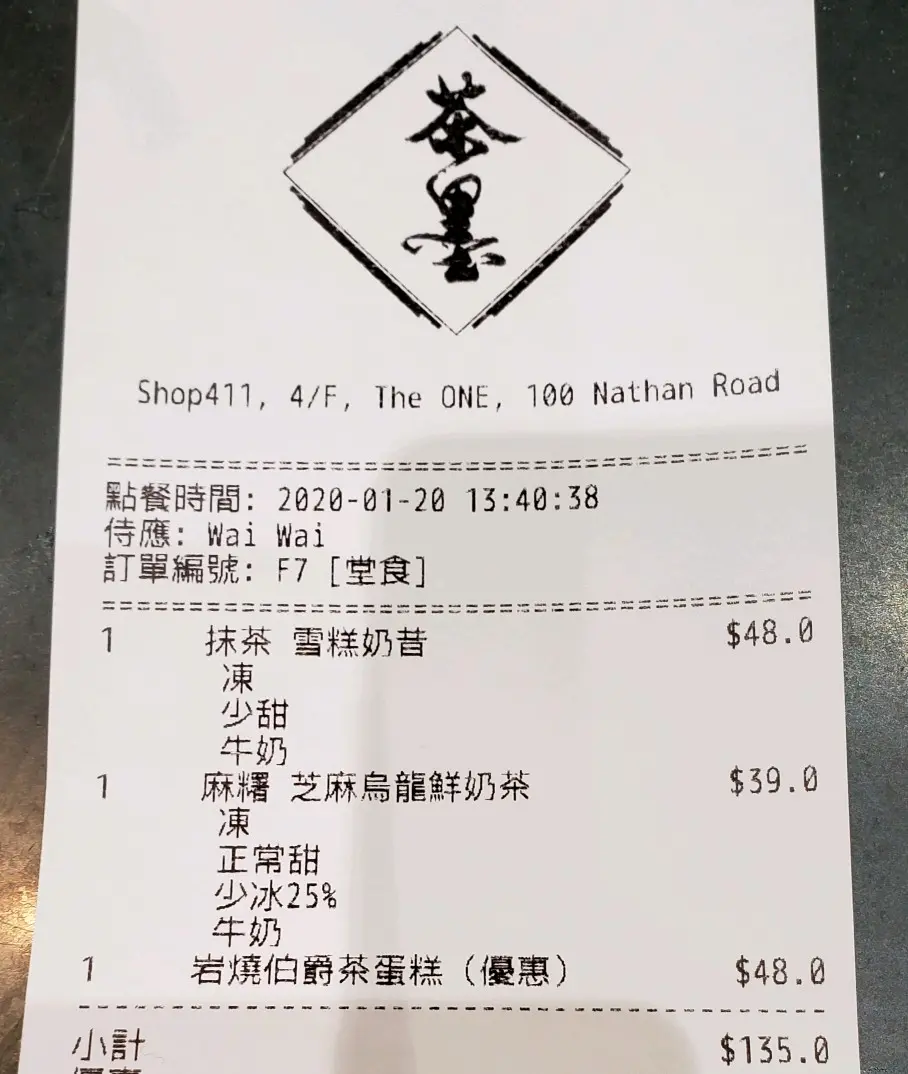 茶墨
Shop411, 4/F, The ONE, 100 Nathan Road
點餐時間: 2020-01-20 13:40:38
侍應: Wai Wai
訂單編號: F7 [堂食]
1 抹茶 雪糕奶昔 $48.0
凍
少甜
牛奶
1 麻糬 芝麻烏龍鮮奶茶 $39.0
凍
正常甜
少冰25%
牛奶
1 岩燒伯爵茶蛋糕（優惠） $48.0
小計 $135.0